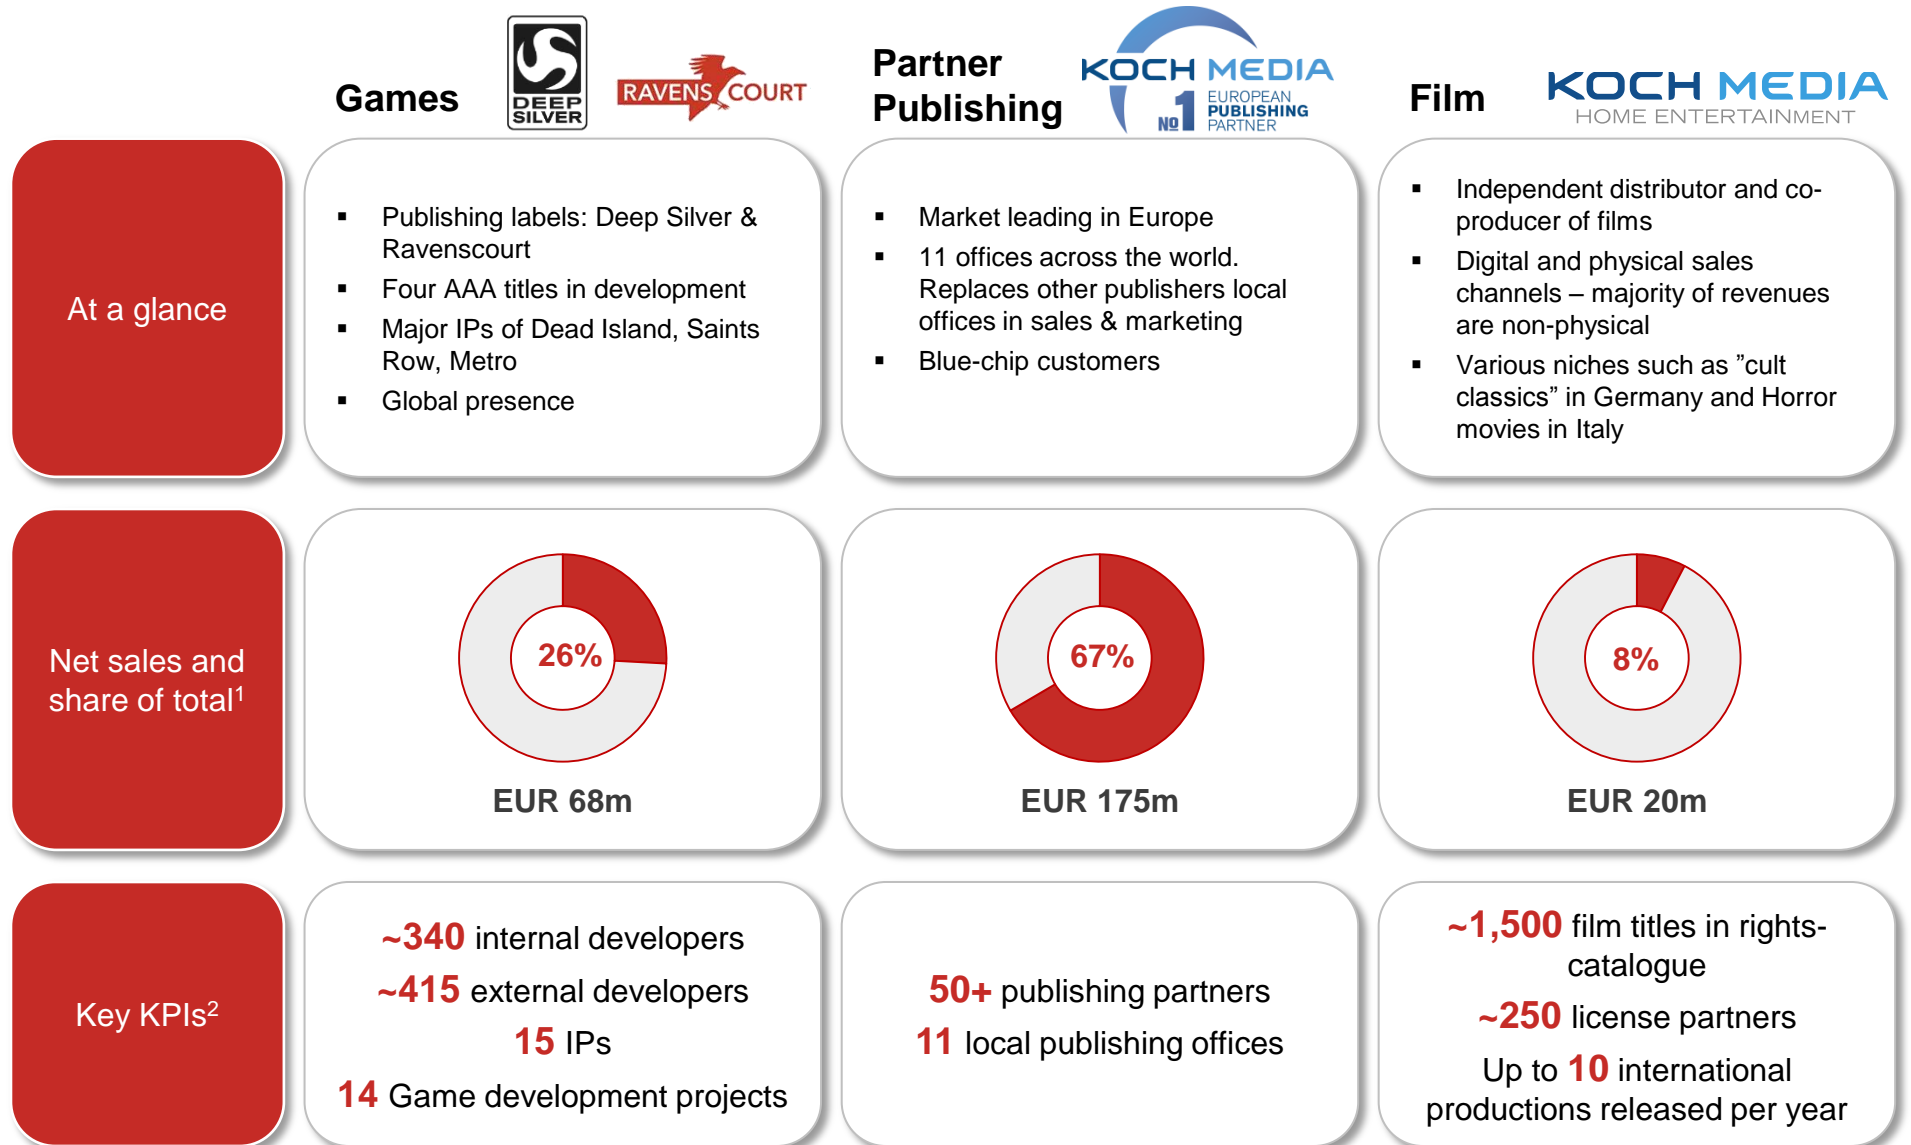 Games
DEEP
SILVER
RAVENSCOURT
Partner
Publishing
KOCH MEDIA
Nº 1 EUROPEAN
PUBLISHING
PARTNER
Film
KOCH MEDIA
HOME ENTERTAINMENT
At a glance
▪ Publishing labels: Deep Silver &
Ravenscourt
▪ Four AAA titles in development
▪ Major IPs of Dead Island, Saints
Row, Metro
▪ Global presence
▪ Market leading in Europe
▪ 11 offices across the world.
Replaces other publishers local
offices in sales & marketing
▪ Blue-chip customers
▪ Independent distributor and co-
producer of films
▪ Digital and physical sales
channels – majority of revenues
are non-physical
▪ Various niches such as ”cult
classics” in Germany and Horror
movies in Italy
Net sales and
share of total¹
26%
EUR 68m
67%
EUR 175m
8%
EUR 20m
Key KPIs²
~340 internal developers
~415 external developers
15 IPs
14 Game development projects
50+ publishing partners
11 local publishing offices
~1,500 film titles in rights-
catalogue
~250 license partners
Up to 10 international
productions released per year